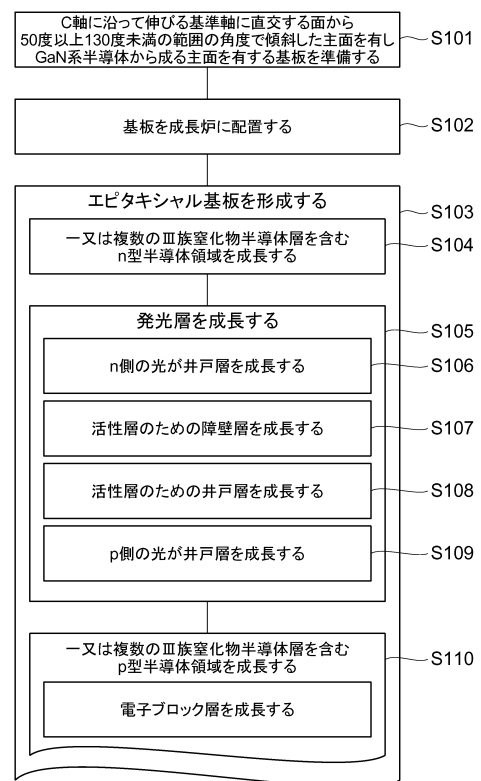 C軸に沿って伸びる基準軸に直交する面から
50度以上130度未満の範囲の角度で傾斜した主面を有し
GaN系半導体から成る主面を有する基板を準備する
S101
基板を成長炉に配置する
S102
エピタキシャル基板を形成する
S103
一又は複数のⅢ族窒化物半導体層を含む
n型半導体領域を成長する
S104
発光層を成長する
S105
n側の光が井戸層を成長する
S106
活性層のための障壁層を成長する
S107
活性層のための井戸層を成長する
S108
p側の光が井戸層を成長する
S109
一又は複数のⅢ族窒化物半導体層を含む
p型半導体領域を成長する
S110
電子ブロック層を成長する